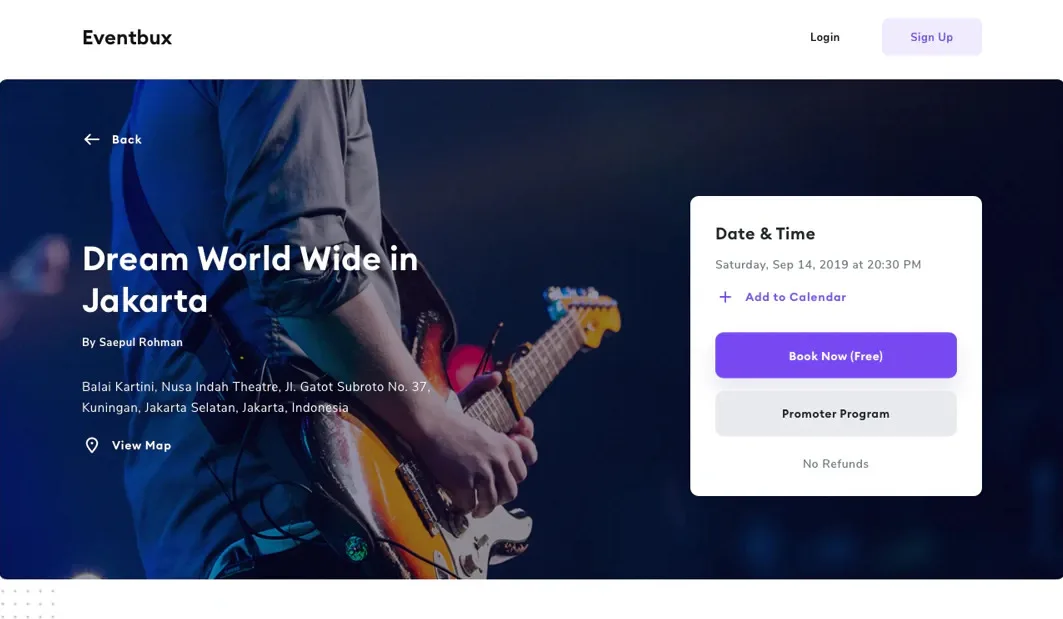 Eventbux
Login
Sign Up
Back
Dream World Wide in
Jakarta
By Saepul Rohman
Balai Kartini, Nusa Indah Theatre, Jl. Gatot Subroto No. 37,
Kuningan, Jakarta Selatan, Jakarta, Indonesia
View Map
Date & Time
Saturday, Sep 14, 2019 at 20:30 PM
Add to Calendar
Book Now (Free)
Promoter Program
No Refunds